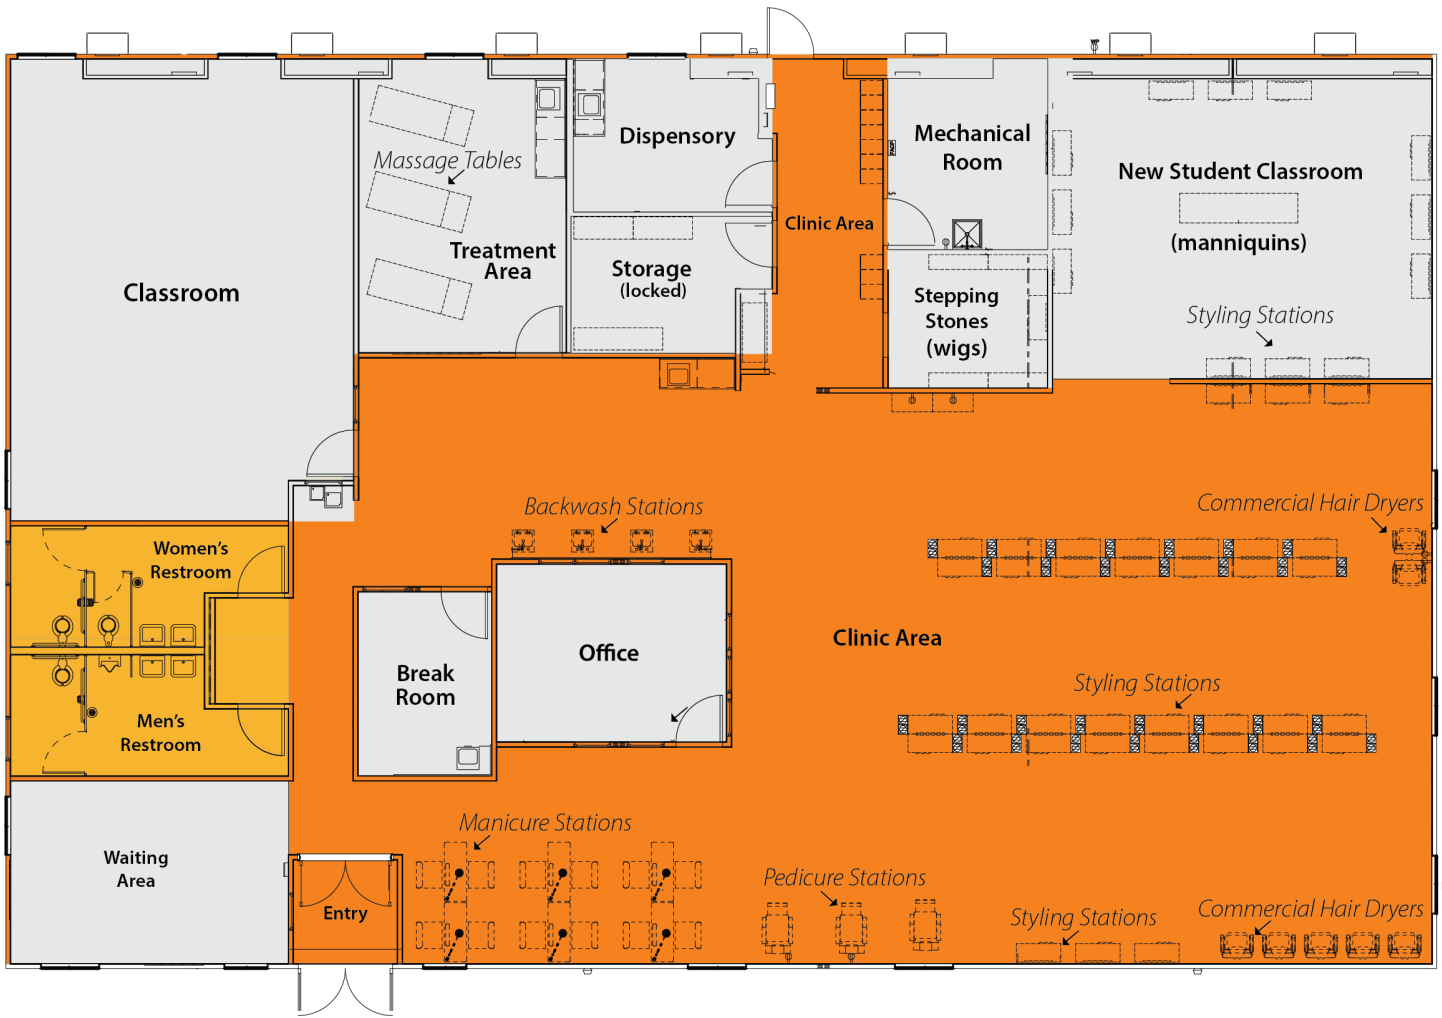 WP
Dispensory
Mechanical
Room
FACP
Massage Tables
New Student Classroom
Clinic Area
(manniquins)
Treatment
Area
Storage
(locked)
Classroom
Stepping
Stones
(wigs)
Styling Stations
Backwash Stations
Commercial Hair Dryers
Women's
Restroom
Clinic Area
Office
Break
Room
Styling Stations
Men's
Restroom
Manicure Stations
Waiting
Area
Pedicure Stations
Entry
Styling Stations
Commercial Hair Dryers